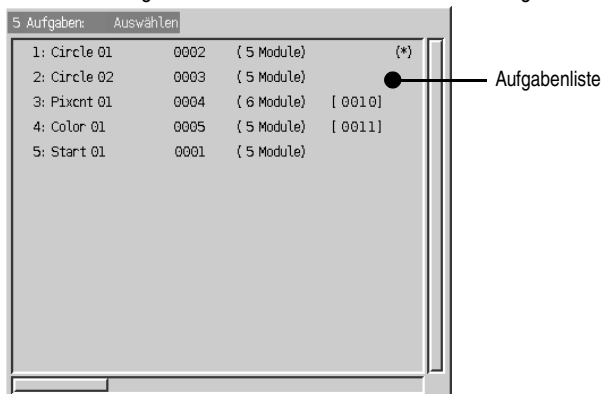 5 Aufgaben: Auswählen
1: Circle 01 0002 ( 5 Module) (*)
2: Circle 02 0003 ( 5 Module)
3: Pixcnt 01 0004 ( 6 Module) [ 0010]
4: Color 01 0005 ( 5 Module) [ 0011]
5: Start 01 0001 ( 5 Module)
Aufgabenliste